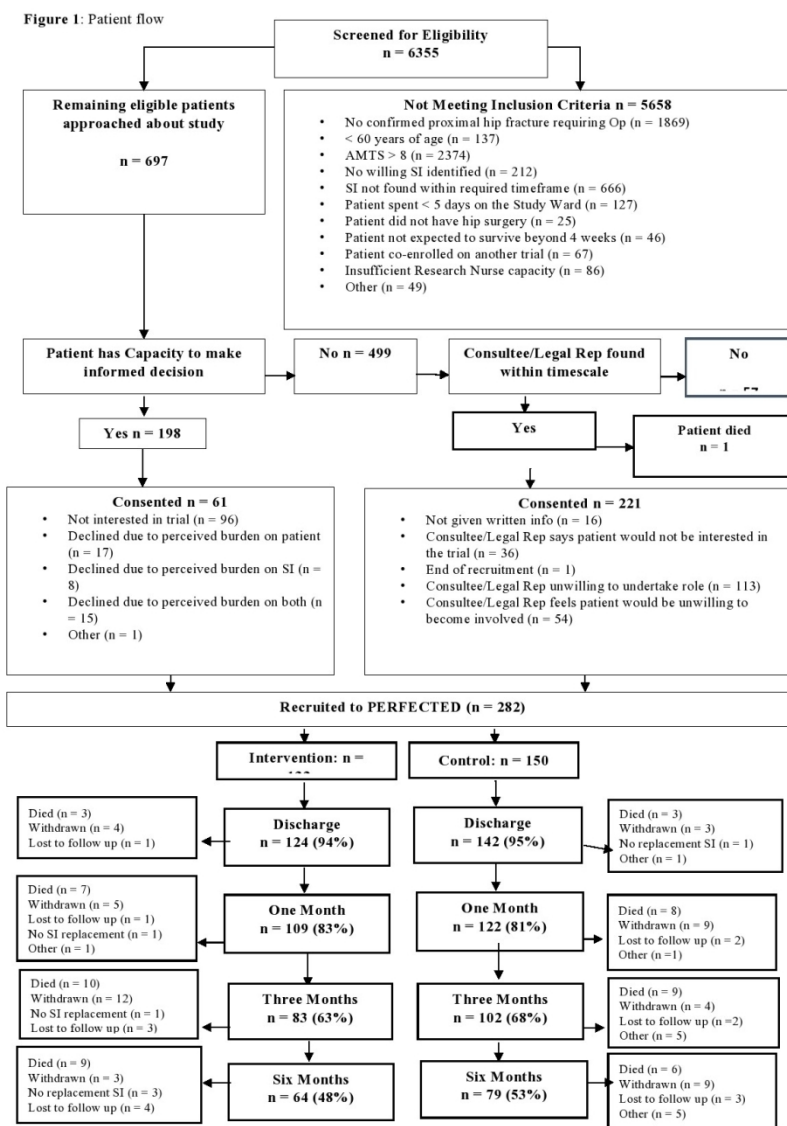 Figure 1: Patient flow
Screened for Eligibility
n = 6355
Remaining eligible patients
approached about study
n = 697
Not Meeting Inclusion Criteria n = 5658
• No confirmed proximal hip fracture requiring Op (n = 1869)
• < 60 years of age (n = 137)
• AMTS > 8 (n = 2374)
• No willing SI identified (n = 212)
• SI not found within required timeframe (n = 666)
• Patient spent < 5 days on the Study Ward (n = 127)
• Patient did not have hip surgery (n = 25)
• Patient not expected to survive beyond 4 weeks (n = 46)
• Patient co-enrolled on another trial (n = 67)
• Insufficient Research Nurse capacity (n = 86)
• Other (n = 49)
Patient has Capacity to make
informed decision
No n = 499
Consultee/Legal Rep found
within timescale
No
Yes n = 198
Yes
Patient died
n = 1
Consented n = 61
• Not interested in trial (n = 96)
• Declined due to perceived burden on patient
(n = 17)
• Declined due to perceived burden on SI (n =
8)
• Declined due to perceived burden on both (n
= 15)
• Other (n = 1)
Consented n = 221
• Not given written info (n = 16)
• Consultee/Legal Rep says patient would not be interested in
the trial (n = 36)
• End of recruitment (n = 1)
• Consultee/Legal Rep unwilling to undertake role (n = 113)
• Consultee/Legal Rep feels patient would be unwilling to
become involved (n = 54)
Recruited to PERFECTED (n = 282)
Intervention: n =
Control: n = 150
Died (n = 3)
Withdrawn (n = 4)
Lost to follow up (n = 1)
Discharge
n = 124 (94%)
Discharge
n = 142 (95%)
Died (n = 3)
Withdrawn (n = 3)
No replacement SI (n = 1)
Other (n = 1)
Died (n = 7)
Withdrawn (n = 5)
Lost to follow up (n = 1)
No SI replacement (n = 1)
Other (n = 1)
One Month
n = 109 (83%)
One Month
n = 122 (81%)
Died (n = 8)
Withdrawn (n = 9)
Lost to follow up (n = 2)
Other (n =1)
Died (n = 10)
Withdrawn (n = 12)
No SI replacement (n = 1)
Lost to follow up (n = 3)
Three Months
n = 83 (63%)
Three Months
n = 102 (68%)
Died (n = 9)
Withdrawn (n = 4)
Lost to follow up (n =2)
Other (n = 5)
Died (n = 9)
Withdrawn (n = 3)
No replacement SI (n = 3)
Lost to follow up (n = 4)
Six Months
n = 64 (48%)
Six Months
n = 79 (53%)
Died (n = 6)
Withdrawn (n = 9)
Lost to follow up (n = 3)
Other (n = 5)